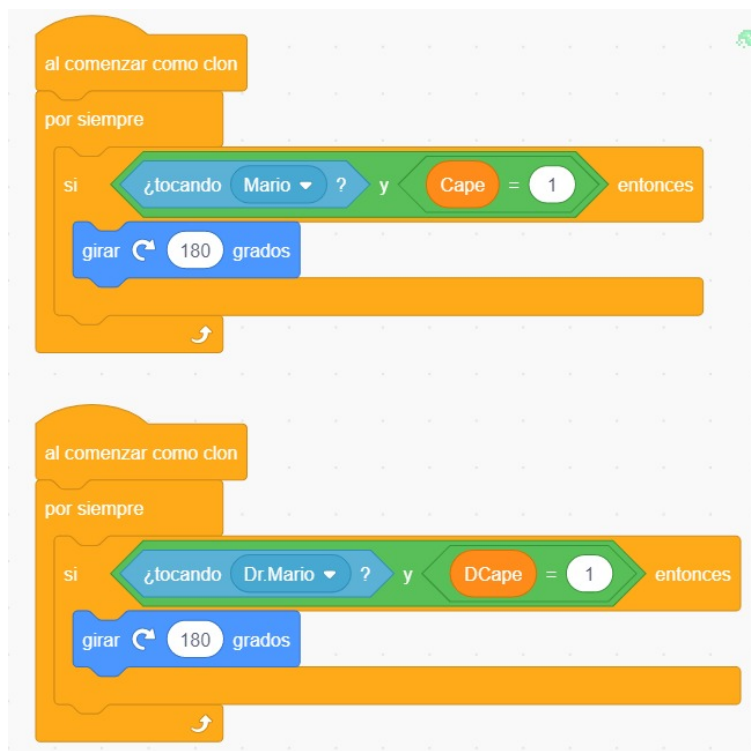 al comenzar como clon
por siempre
si ¿tocando Mario ? y Cape = 1 entonces
girar 180 grados
al comenzar como clon
por siempre
si ¿tocando Dr.Mario ? y DCape = 1 entonces
girar 180 grados